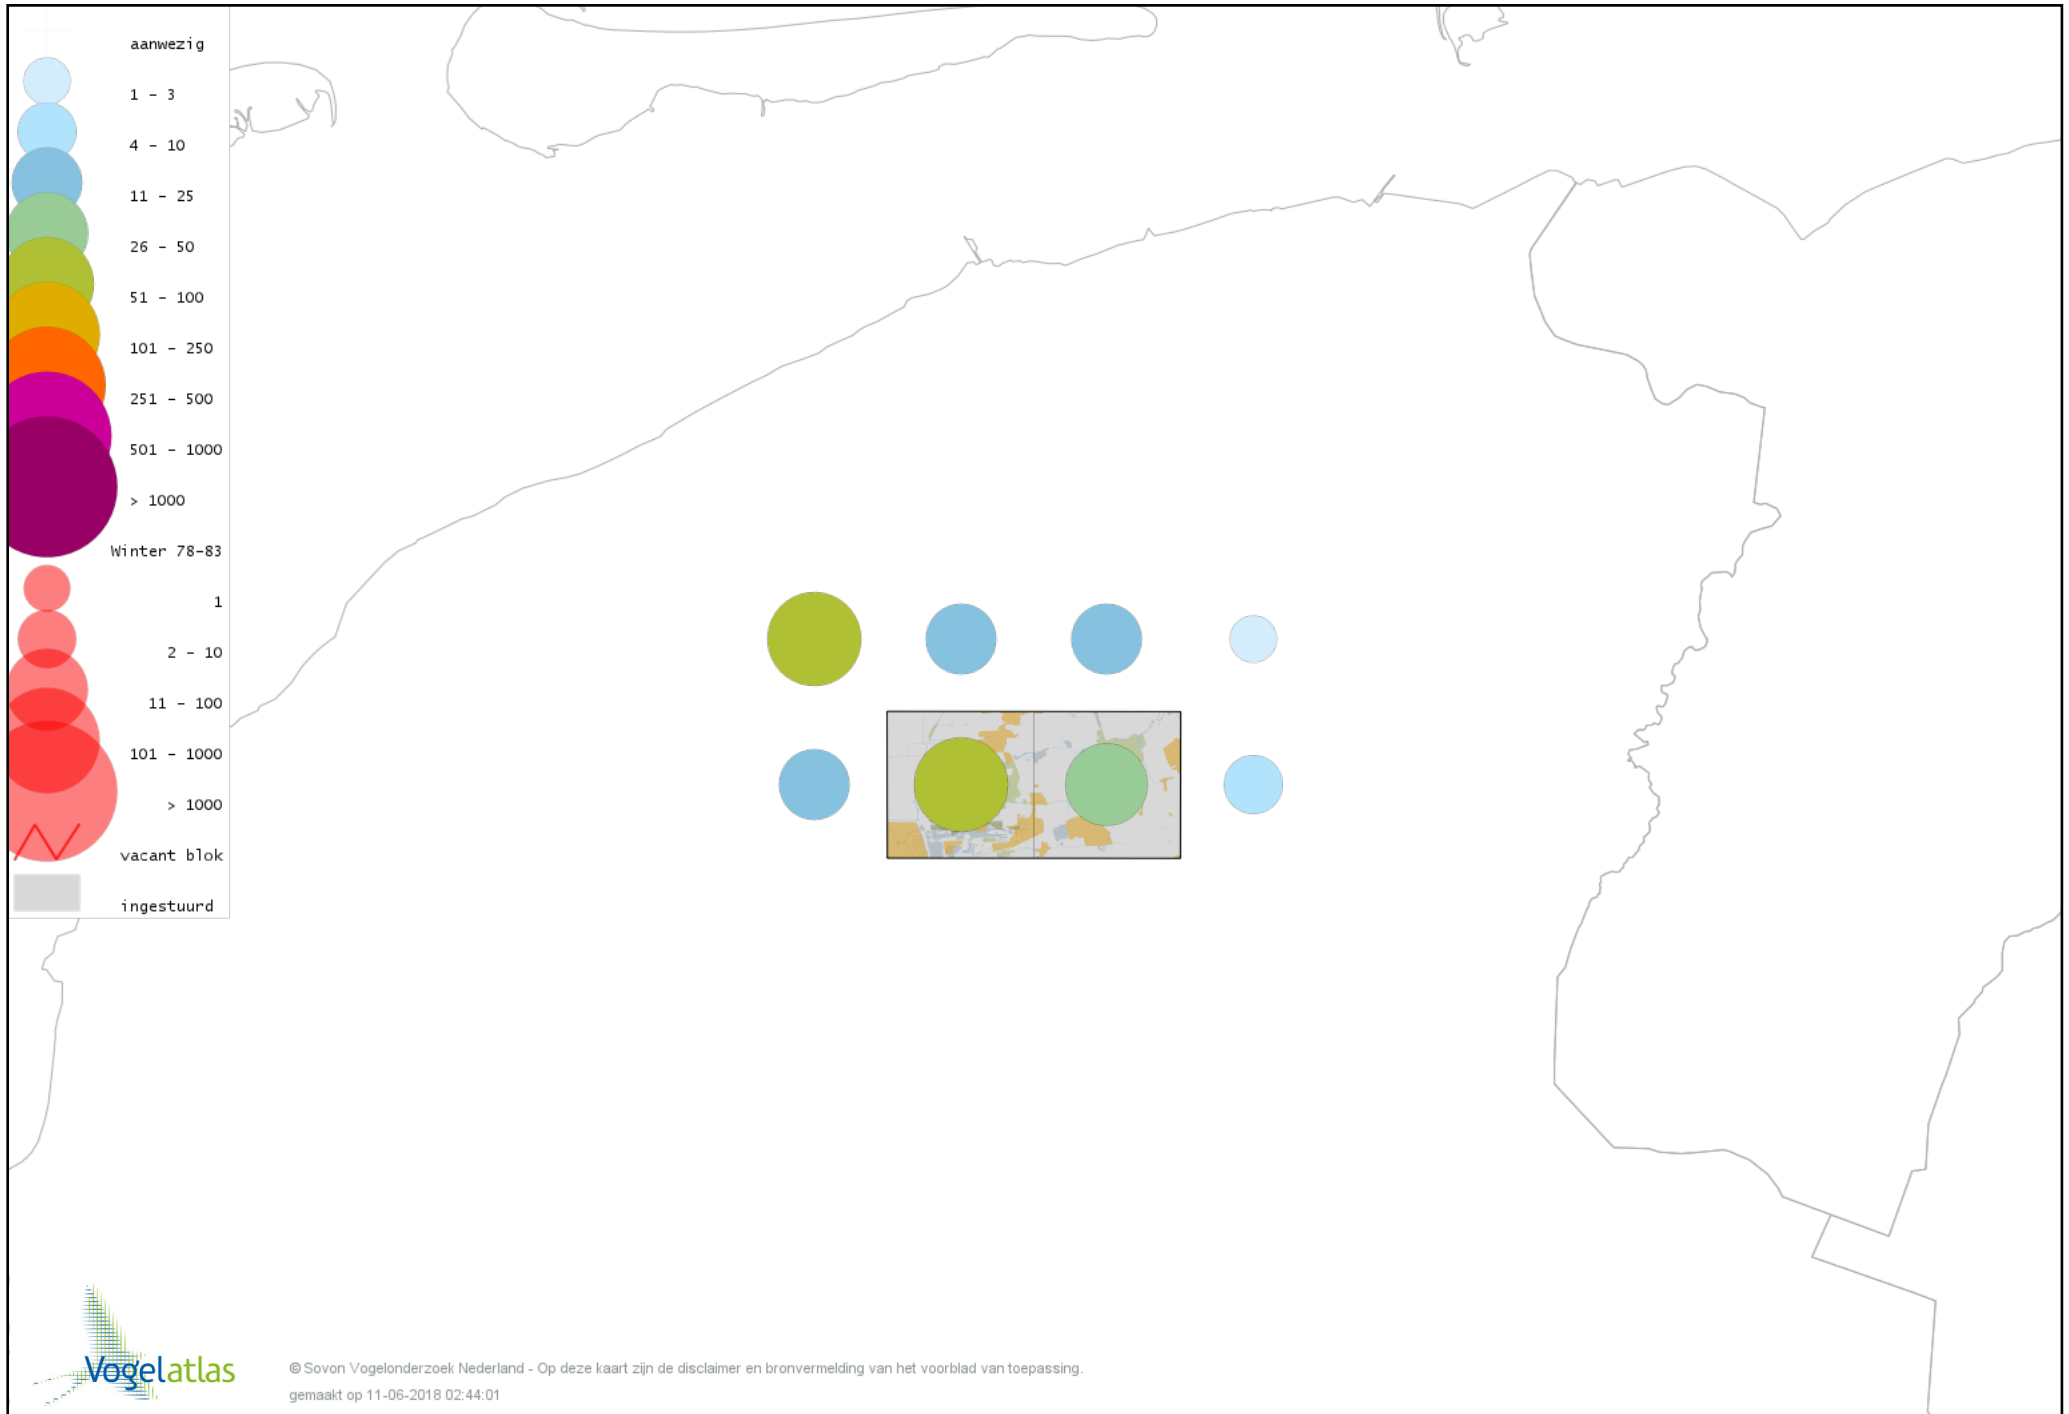 aanwezig
1 - 3
4 - 10
11 - 25
26 - 50
51 - 100
101 - 250
251 - 500
501 - 1000
> 1000
Winter 78-83
1
2 - 10
11 - 100
101 - 1000
> 1000
vacant blok
ingestuurd
Vogelatlas
© Sovon Vogelonderzoek Nederland - Op deze kaart zijn de disclaimer en bronvermelding van het voorblad van toepassing.
gemaakt op 11-06-2018 02:44:01